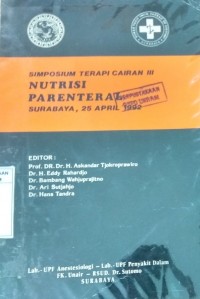 SIMPOSIUM TERAPI CAIRAN III
NUTRISI
PARENTERAL
SURABAYA, 25 APRIL 1992
PERPUSTAKAAN
EDITOR :
Prof. DR. Dr. H. Askandar Tjokroprawiro
Dr. H. Eddy Rahardjo
Dr. Bambang Wahjuprajitno
Dr. Ari Sutjahjo
Dr. Hans Tandra
Lab.-UPF Anestesiologi - Lab.-UPF Penyakit Dalam
FK. Unair - RSUD. Dr. Sutomo
SURABAYA